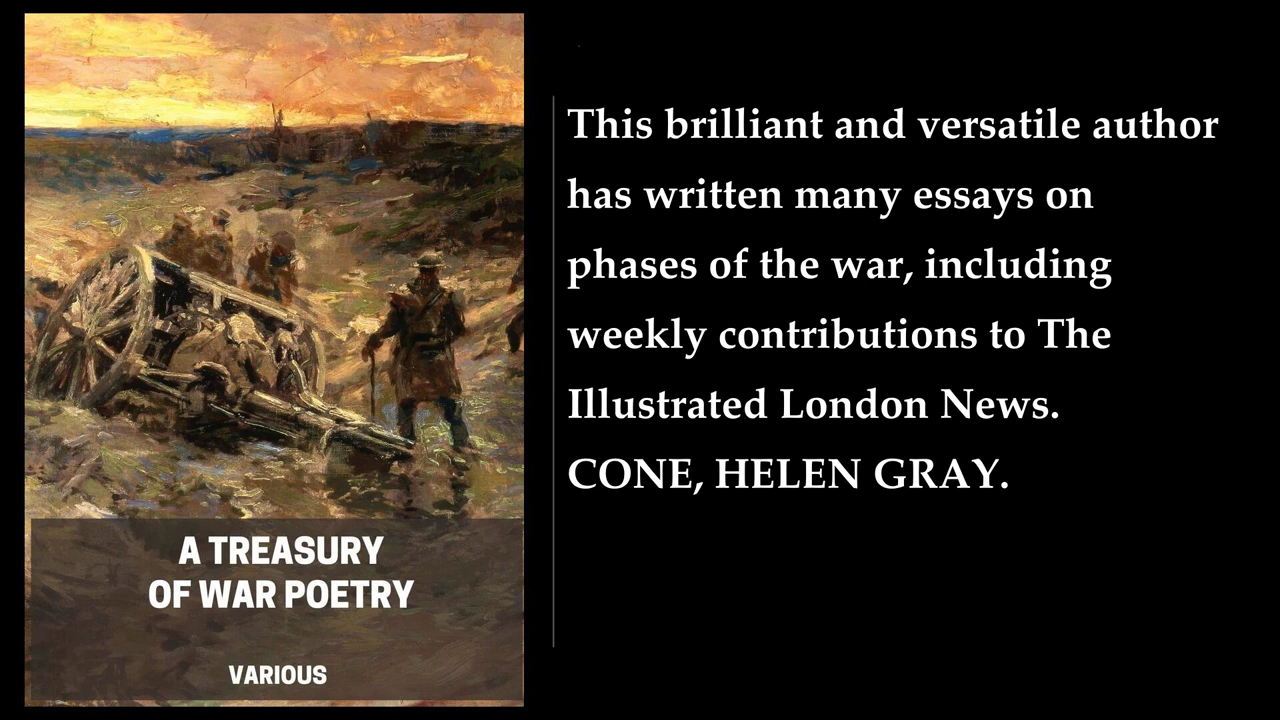 A TREASURY
OF WAR POETRY
VARIOUS
This brilliant and versatile author
has written many essays on
phases of the war, including
weekly contributions to The
Illustrated London News.
CONE, HELEN GRAY.